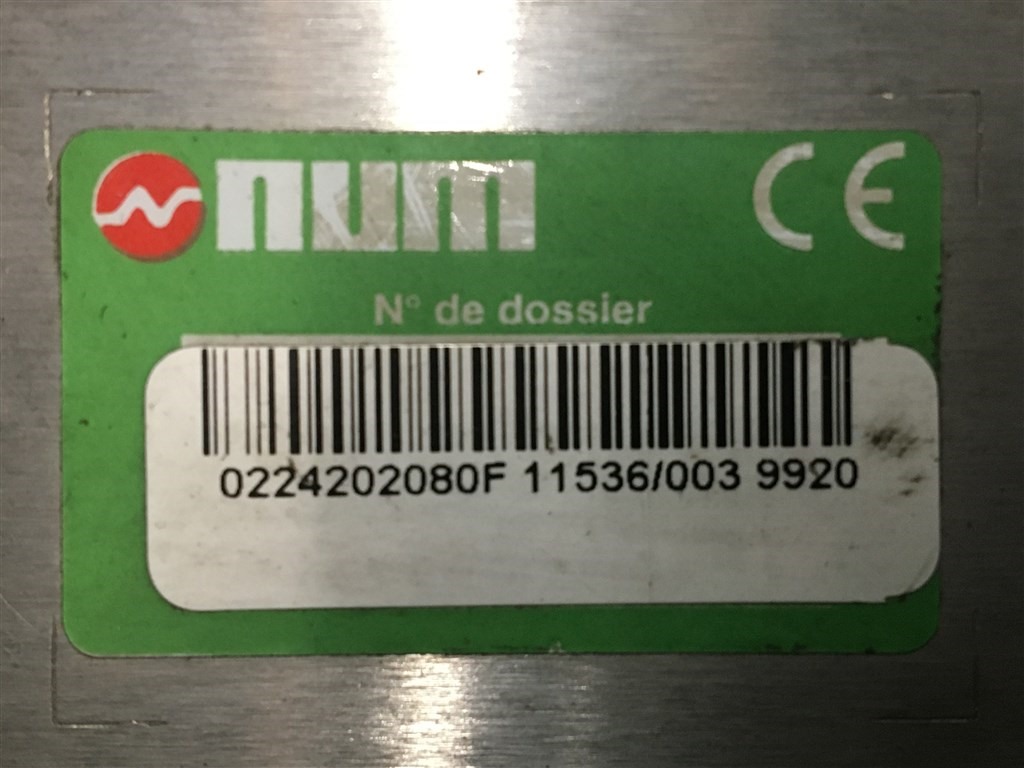 num CE
N° de dossier
0224202080F 11536/003 9920